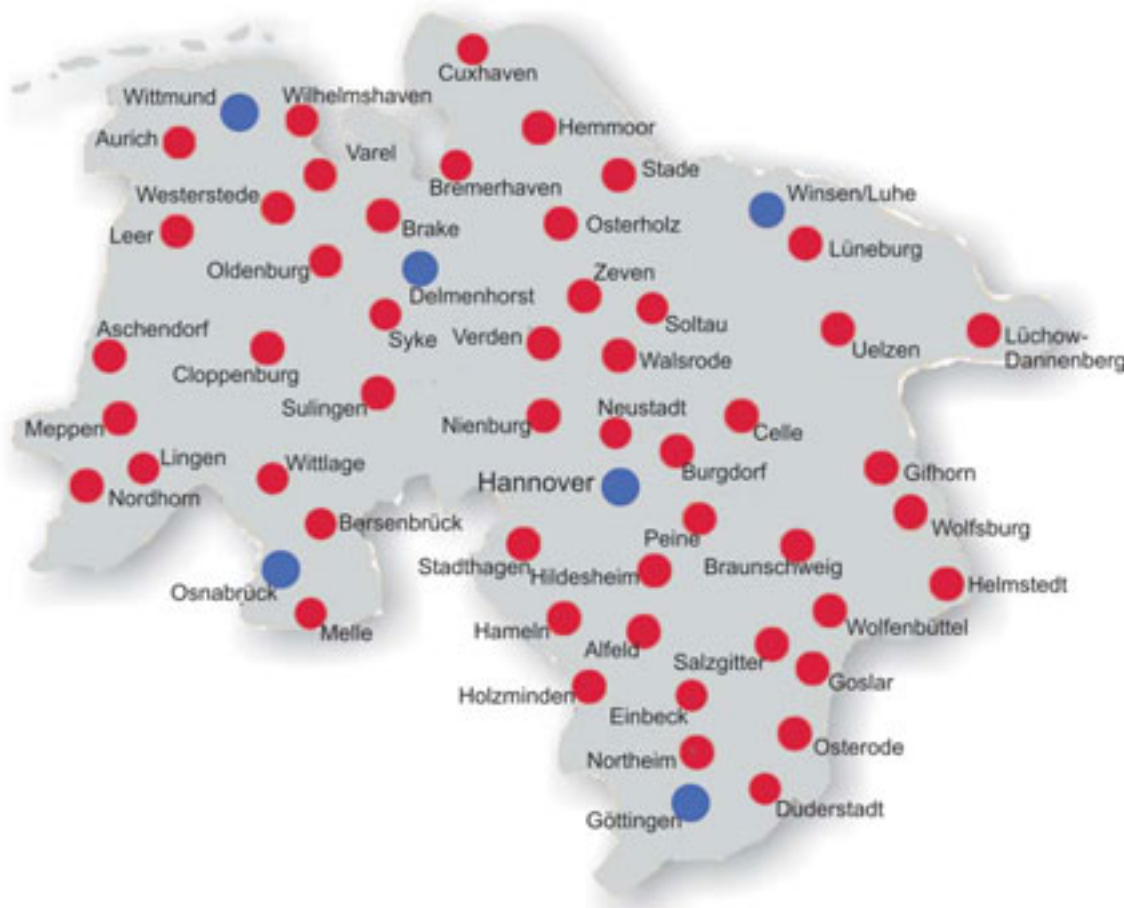 Cuxhaven
Wittmund
Wilhelmshaven
Hemmoor
Aurich
Varel
Bremerhaven
Stade
Westerstede
Winsen/Luhe
Leer
Brake
Osterholz
Lüneburg
Oldenburg
Zeven
Delmenhorst
Soltau
Aschendorf
Syke
Verden
Walsrode
Uelzen
Lüchow-
Dannenberg
Cloppenburg
Sulingen
Neustadt
Meppen
Nienburg
Celle
Lingen
Wittlage
Burgdorf
Gifhorn
Nordhorn
Hannover
Bersenbrück
Peine
Wolfsburg
Stadthagen
Hildesheim
Braunschweig
Osnabrück
Helmstedt
Melle
Hameln
Alfeld
Salzgitter
Wolfenbüttel
Goslar
Holzminden
Einbeck
Northeim
Osterode
Göttingen
Duderstadt